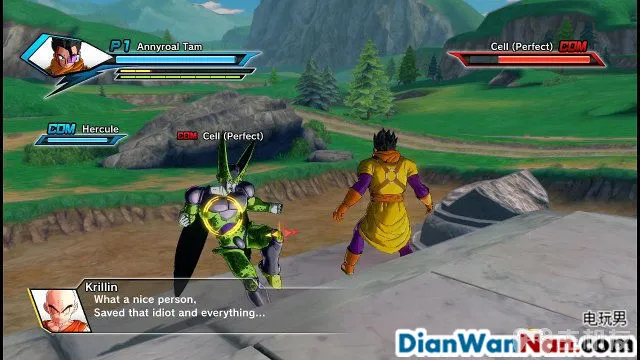 P1 Annyroal Tam
Cell (Perfect) COM
COM Hercule
COM Cell (Perfect)
Krillin
What a nice person.
Saved that idiot and everything...
电玩男
DianWanNan.com